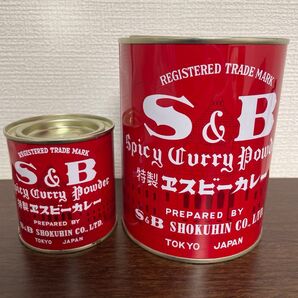 REGISTERED TRADE MARK
S & B
Spicy Curry Powder
特製 ヱスビーカレー
PREPARED BY
S&B SHOKUHIN CO., LTD.
TOKYO JAPAN
REGISTERED TRADE MARK
S & B
Spicy Curry Powder
特製 ヱスビーカレー
PREPARED BY
S&B SHOKUHIN CO., LTD.
TOKYO JAPAN